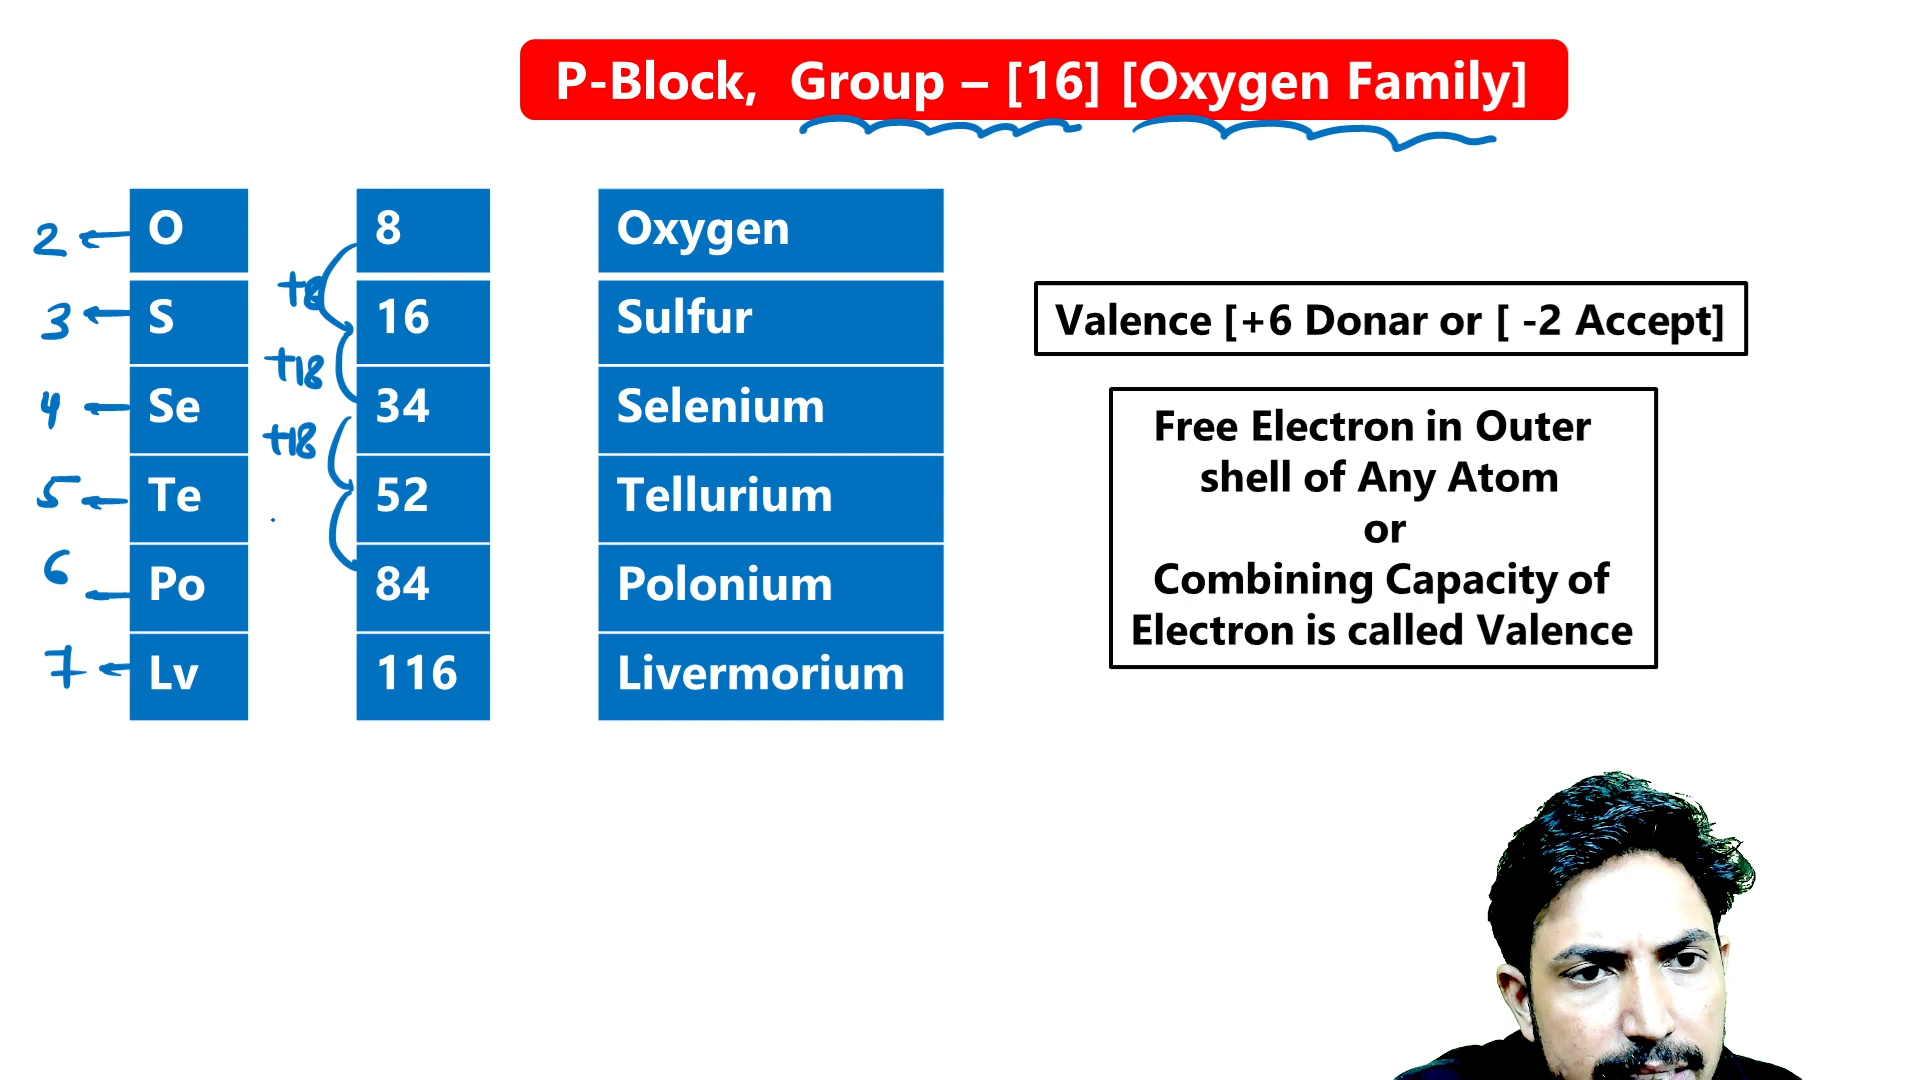 P-Block, Group – [16] [Oxygen Family]
2 O 8 Oxygen
+8
3 S 16 Sulfur
+18
4 Se 34 Selenium
+18
5 Te 52 Tellurium
6 Po 84 Polonium
7 Lv 116 Livermorium
Valence [+6 Donar or [ -2 Accept]
Free Electron in Outer
shell of Any Atom
or
Combining Capacity of
Electron is called Valence